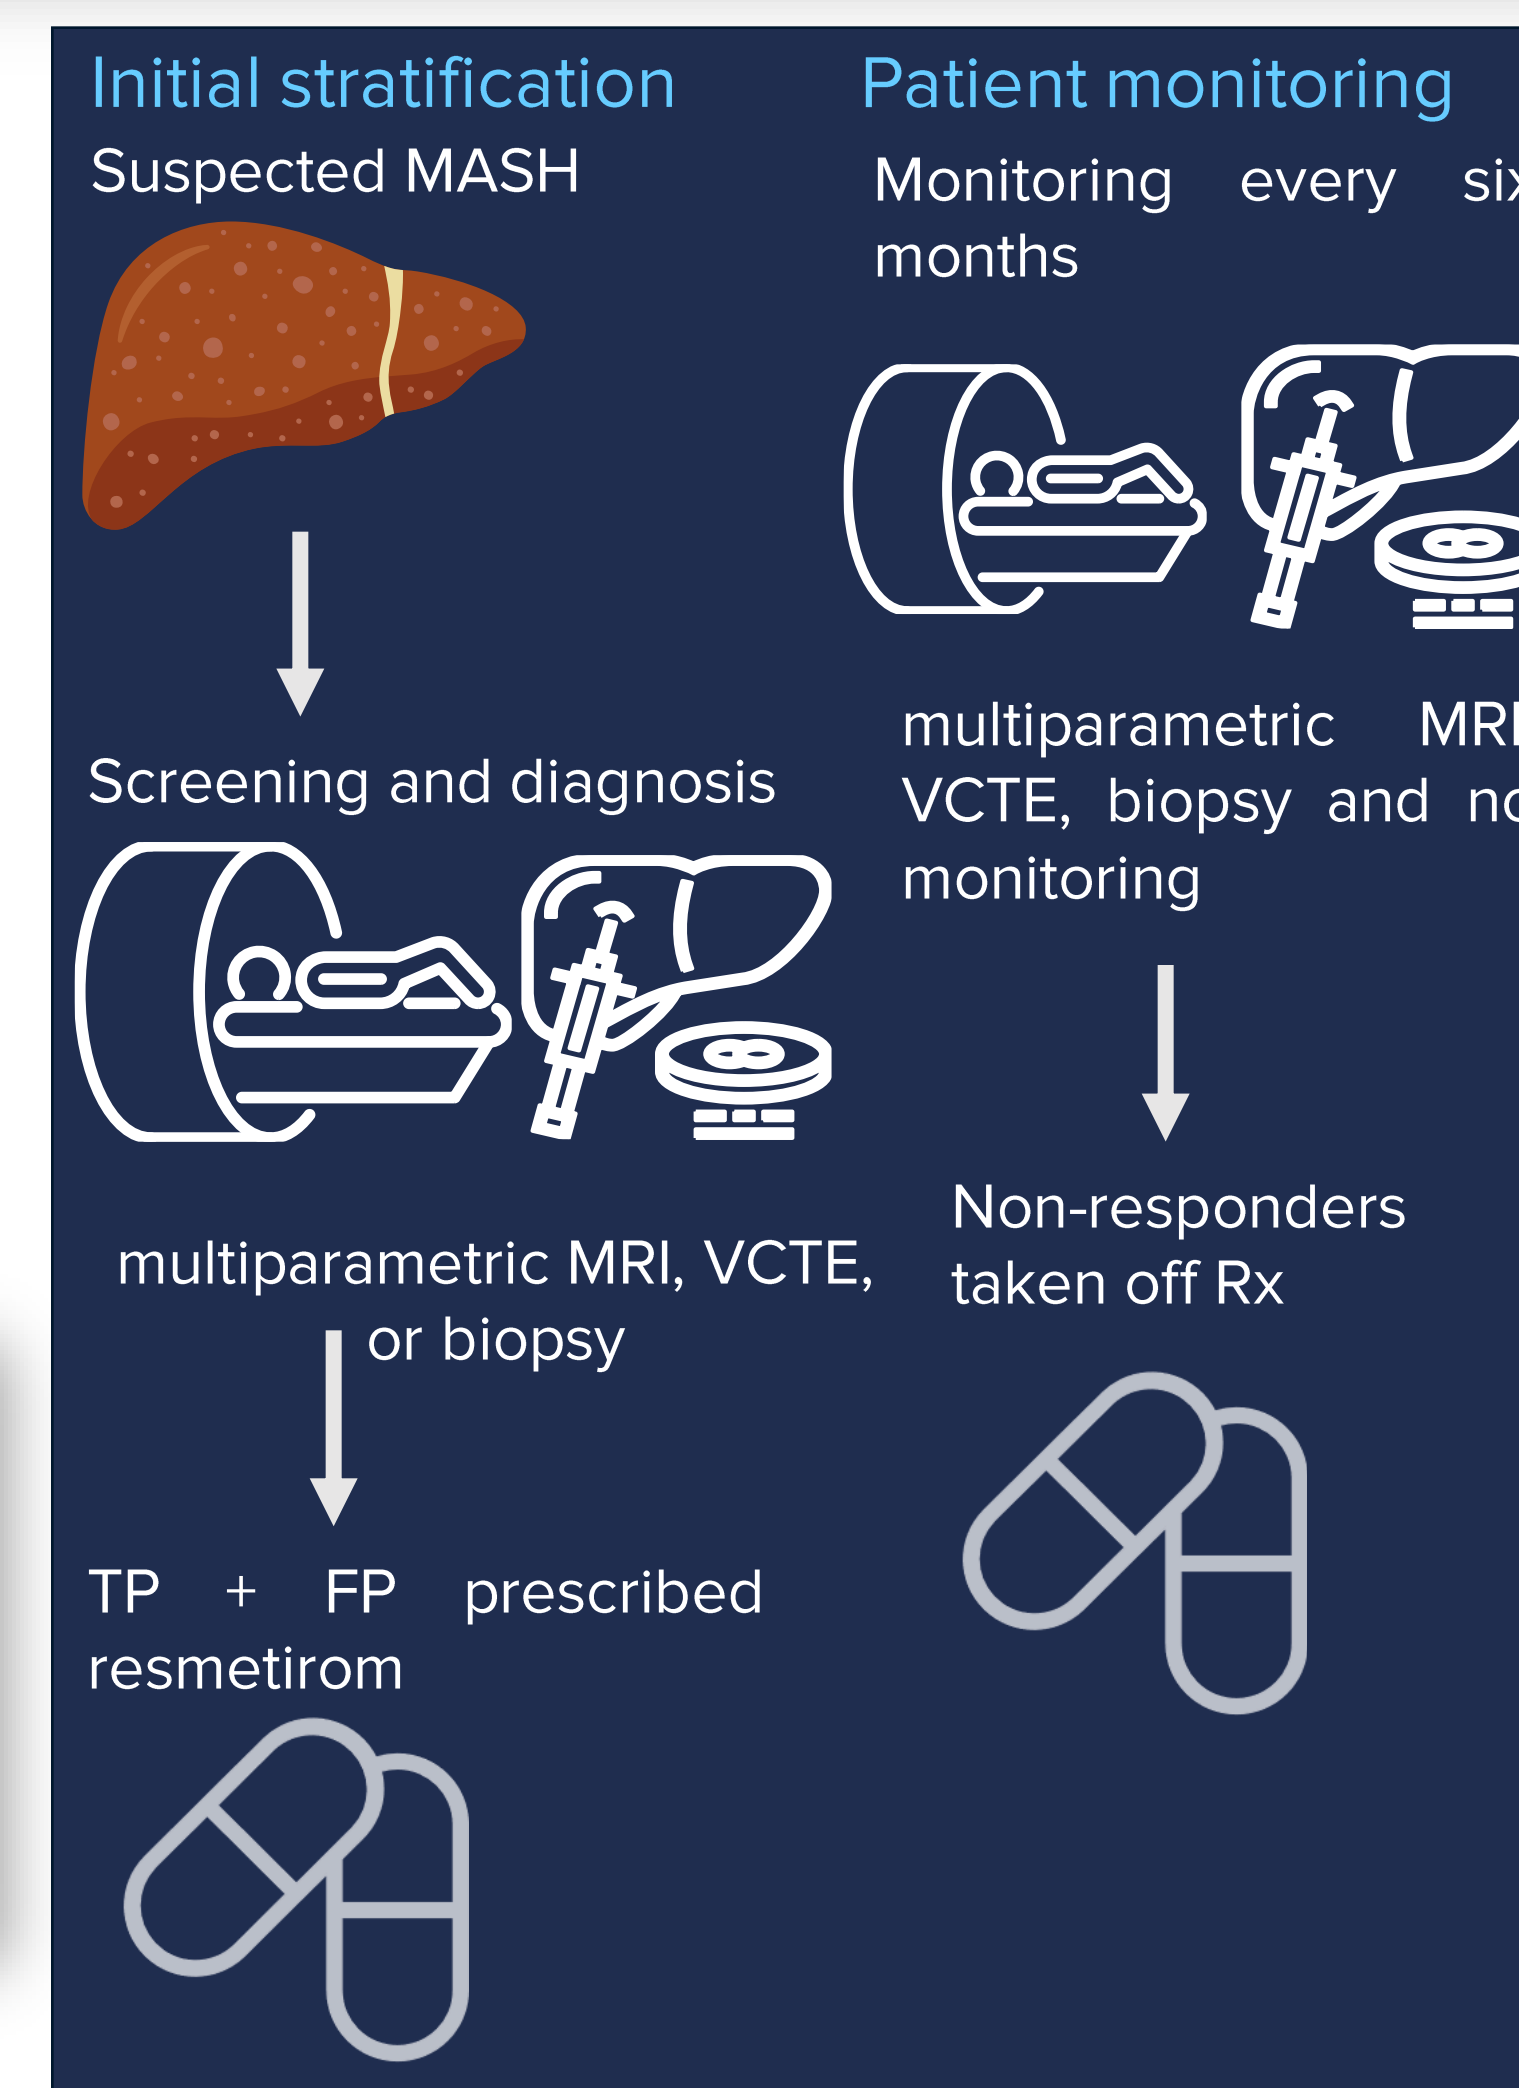 Initial stratification
Suspected MASH
Screening and diagnosis
multiparametric MRI, VCTE,
or biopsy
TP + FP prescribed
resmetirom
Patient monitoring
Monitoring every
months
multiparametric MRI
VCTE, biopsy and
monitoring
Non-responders
taken off Rx